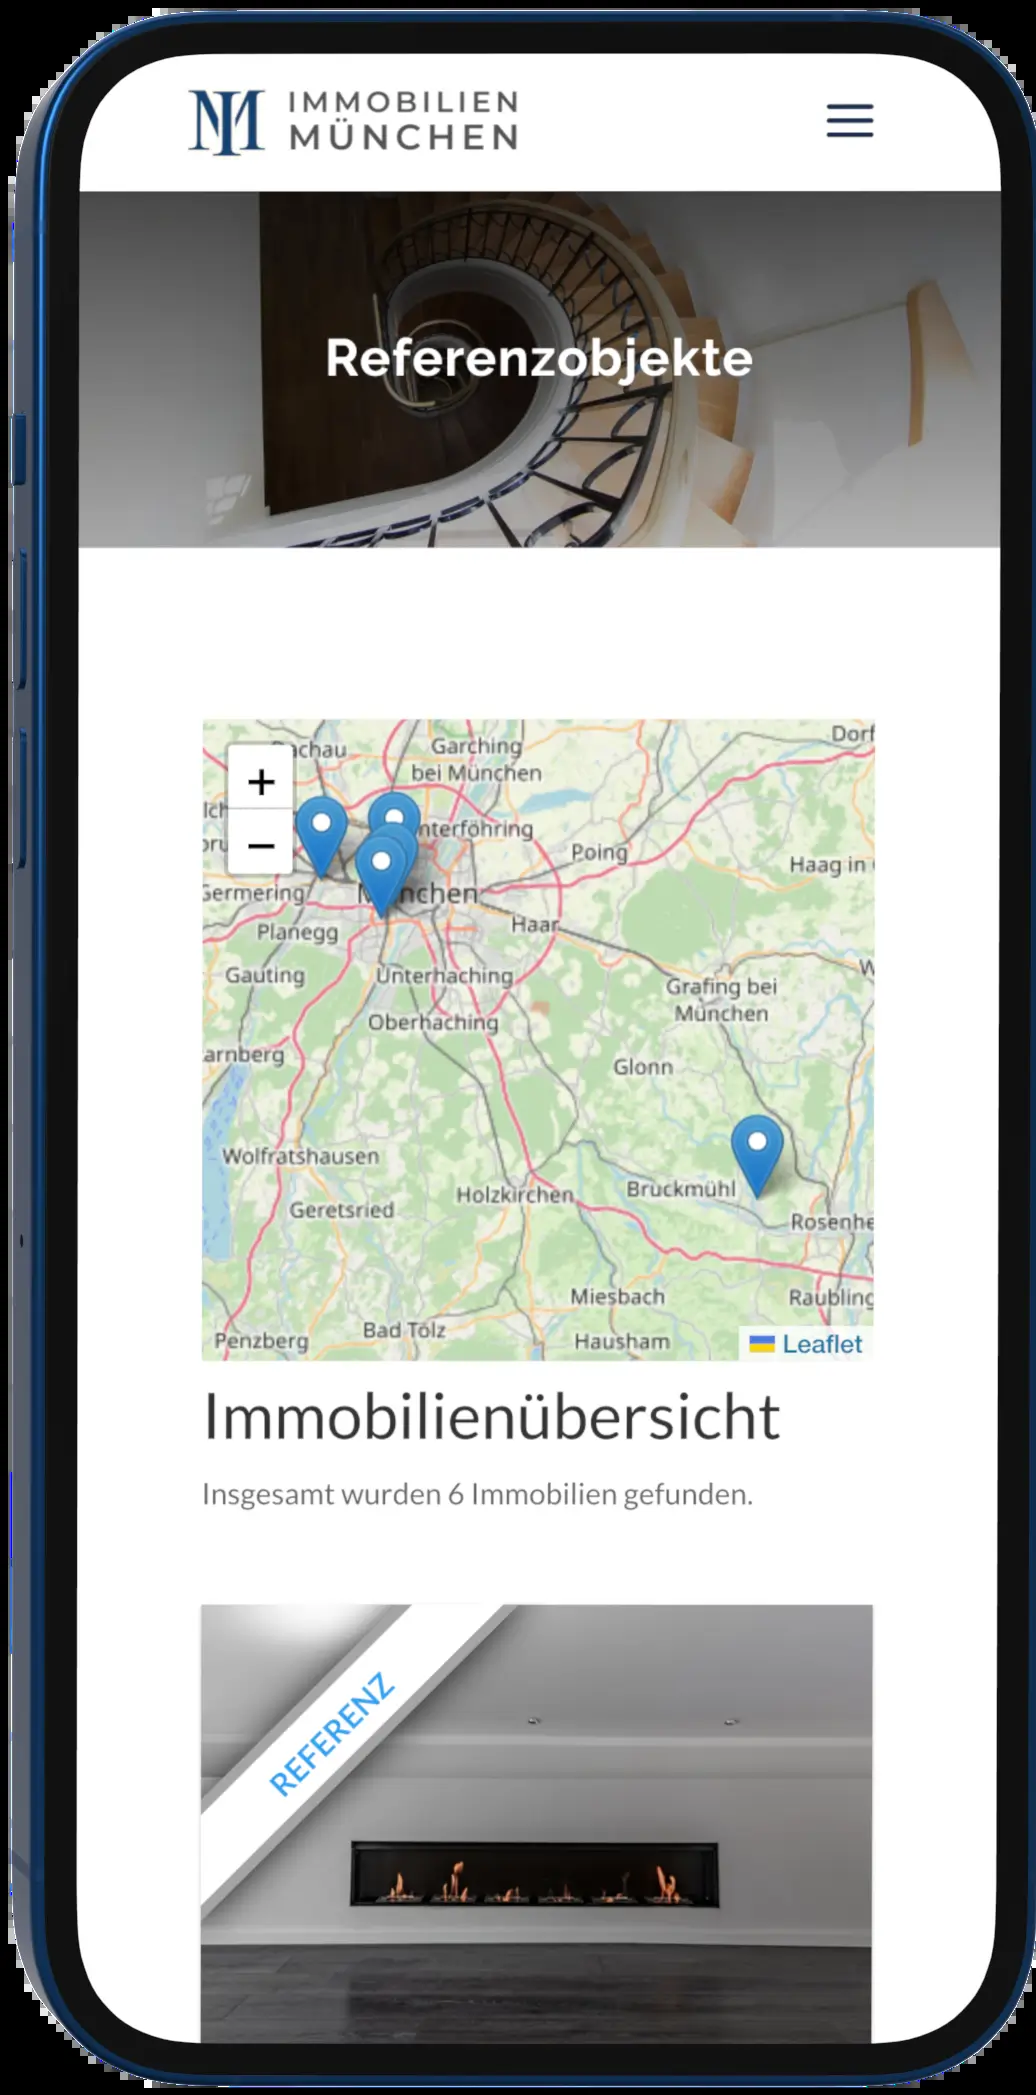 IM
IMMOBILIEN
MÜNCHEN
Referenzobjekte
+
−
achau
Garching
bei München
Dorf
nterföhring
Poing
Haag in
Germering
M nchen
Planegg
Haar
Gauting
Unterhaching
Grafing bei
München
Oberhaching
arnberg
Glonn
Wolfratshausen
Holzkirchen
Bruckmühl
Geretsried
Rosenhe
Miesbach
Raubling
Penzberg
Bad Tölz
Hausham
Leaflet
Immobilienübersicht
Insgesamt wurden 6 Immobilien gefunden.
REFERENZ